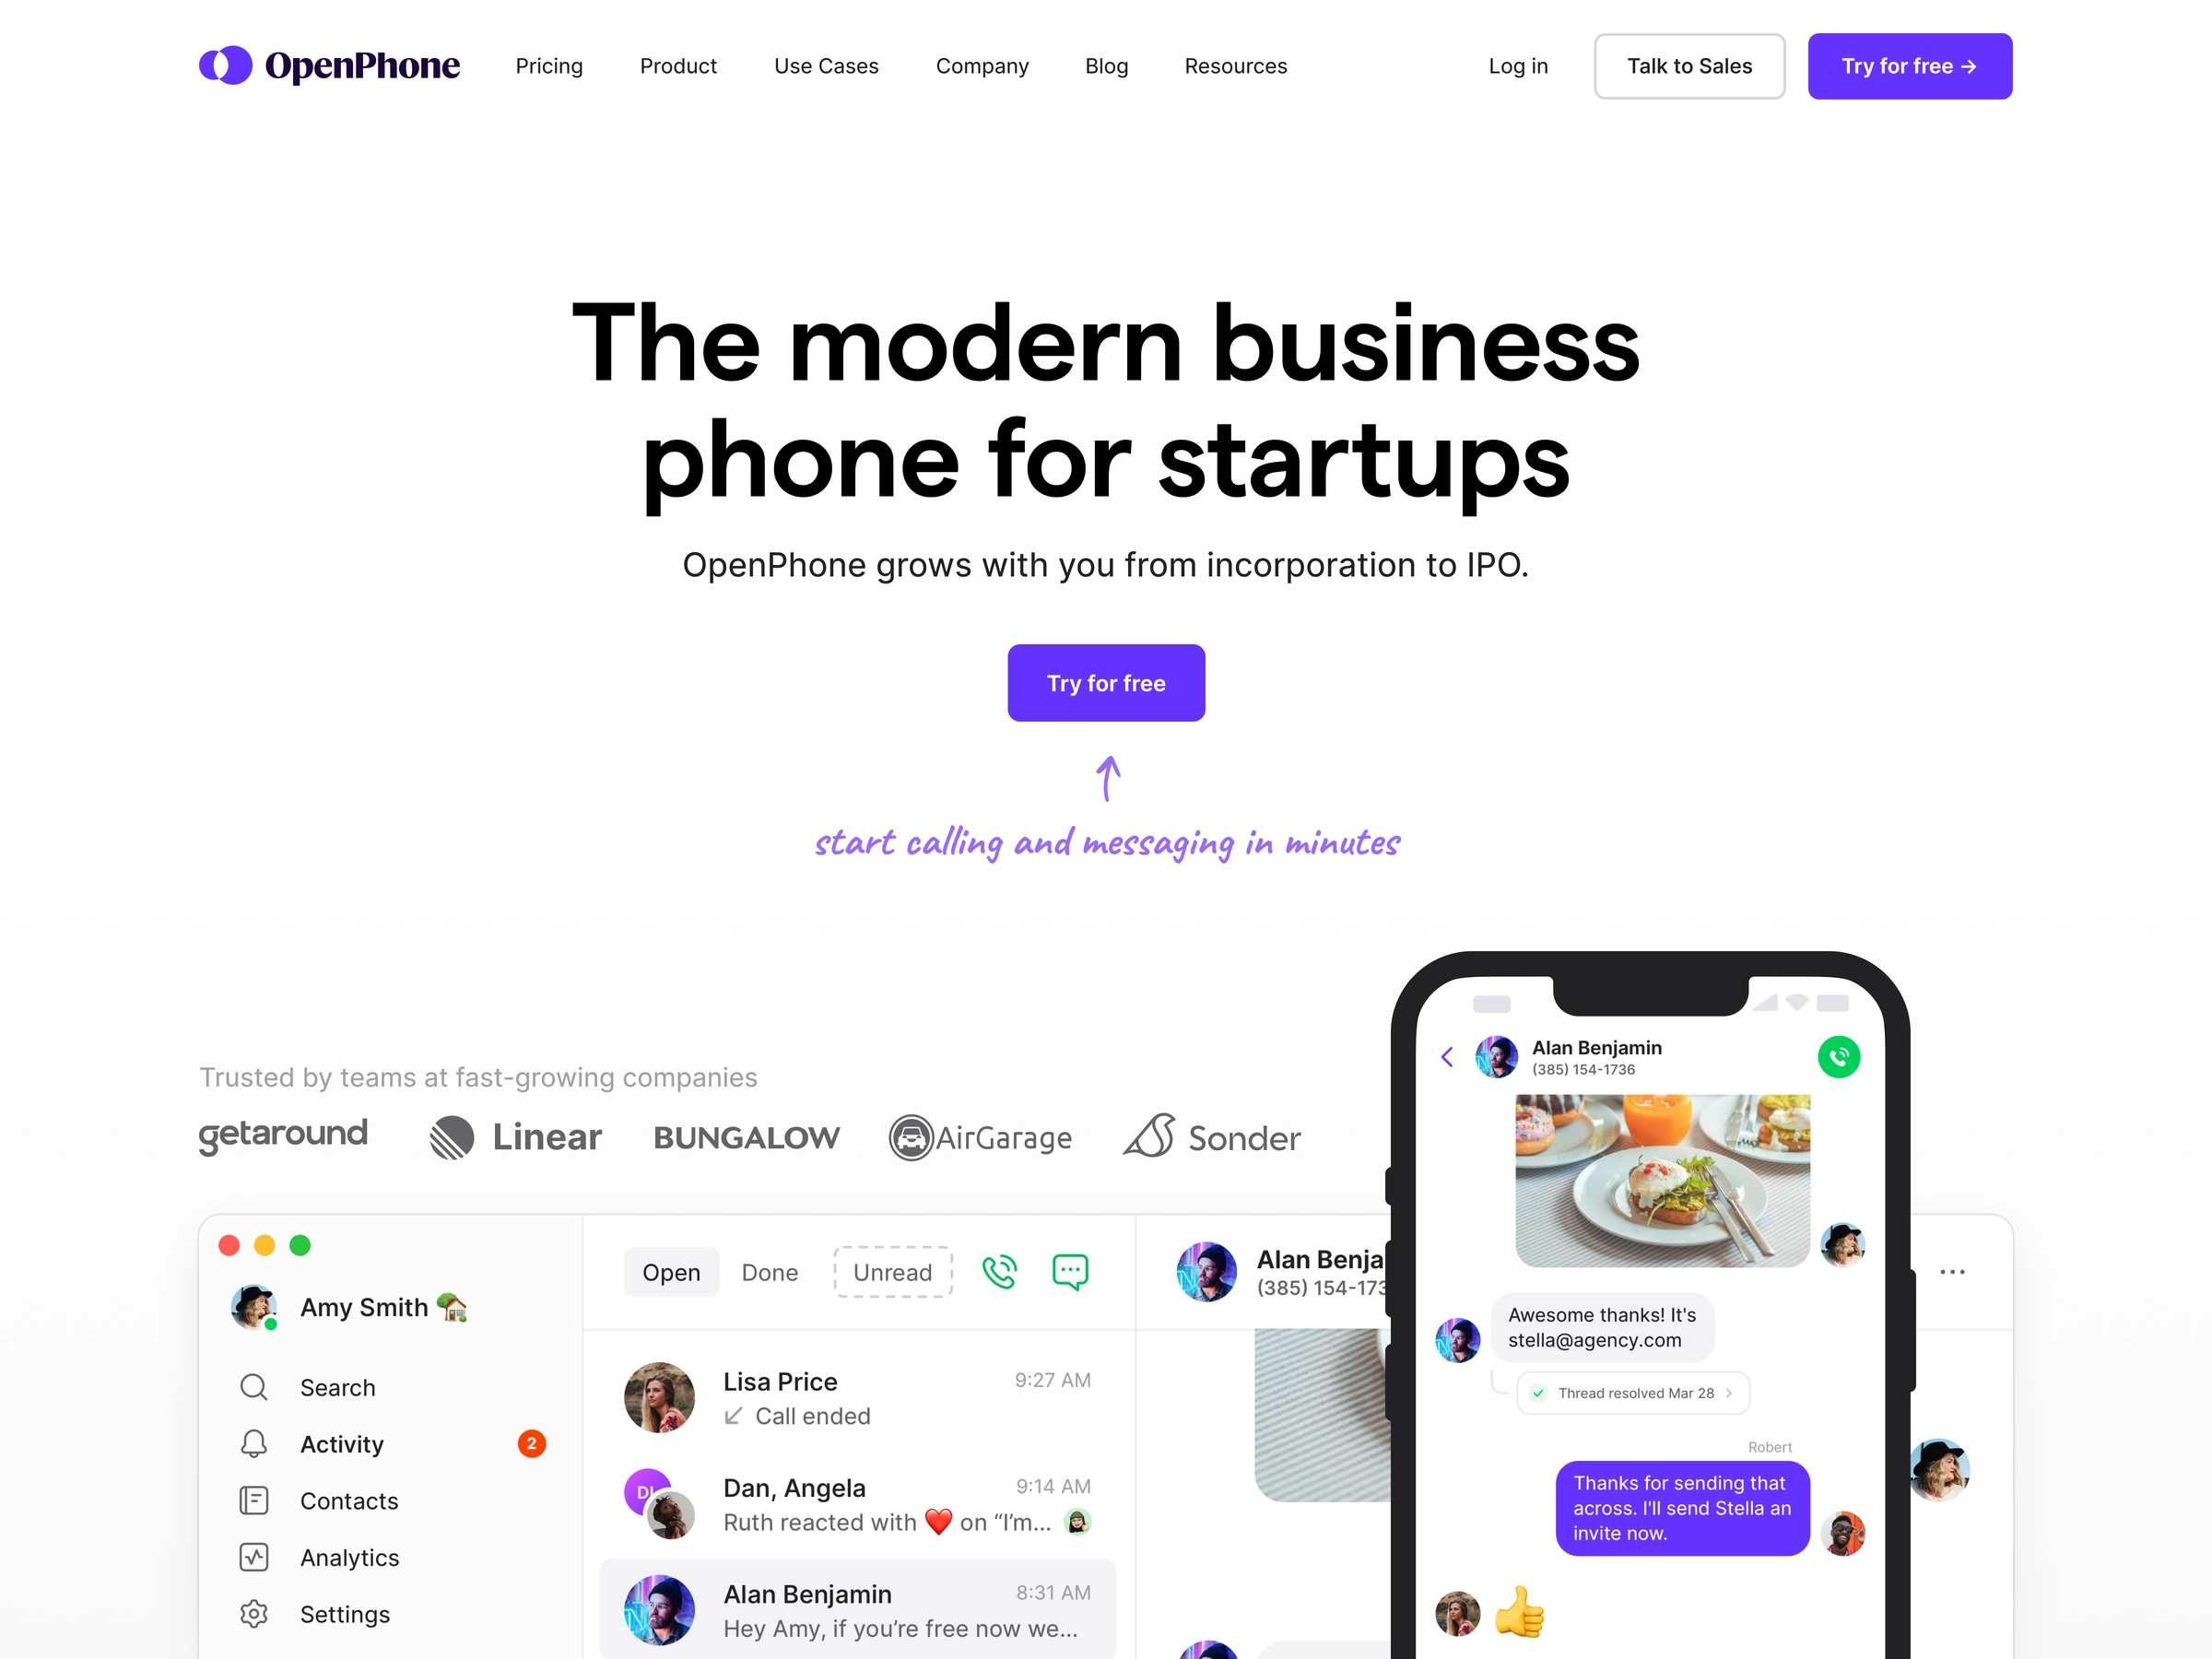 OpenPhone
Pricing
Product
Use Cases
Company
Blog
Resources
Log in
Talk to Sales
Try for free →
The modern business
phone for startups
OpenPhone grows with you from incorporation to IPO.
Try for free
start calling and messaging in minutes
Trusted by teams at fast-growing companies
getaround
Linear
BUNGALOW
AirGarage
Sonder
Amy Smith 🏡
Search
Activity
2
Contacts
Analytics
Settings
Open
Done
Unread
Lisa Price
9:27 AM
Call ended
DL
Dan, Angela
9:14 AM
Ruth reacted with ❤️ on “I’m...
Alan Benjamin
8:31 AM
Hey Amy, if you’re free now we...
Alan Benja
(385) 154-173
Alan Benjamin
(385) 154-1736
Awesome thanks! It's
stella@agency.com
Thread resolved Mar 28
Robert
Thanks for sending that
across. I'll send Stella an
invite now.